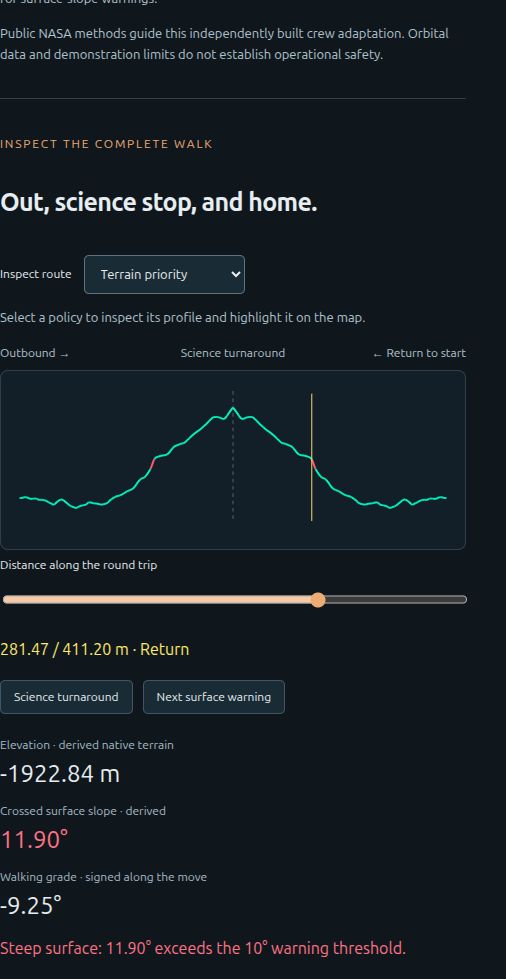 Public NASA methods guide this independently built crew adaptation. Orbital
data and demonstration limits do not establish operational safety.
INSPECT THE COMPLETE WALK
Out, science stop, and home.
Inspect route
Terrain priority
Select a policy to inspect its profile and highlight it on the map.
Outbound →
Science turnaround
← Return to start
Distance along the round trip
281.47 / 411.20 m · Return
Science turnaround
Next surface warning
Elevation · derived native terrain
-1922.84 m
Crossed surface slope · derived
11.90°
Walking grade · signed along the move
-9.25°
Steep surface: 11.90° exceeds the 10° warning threshold.